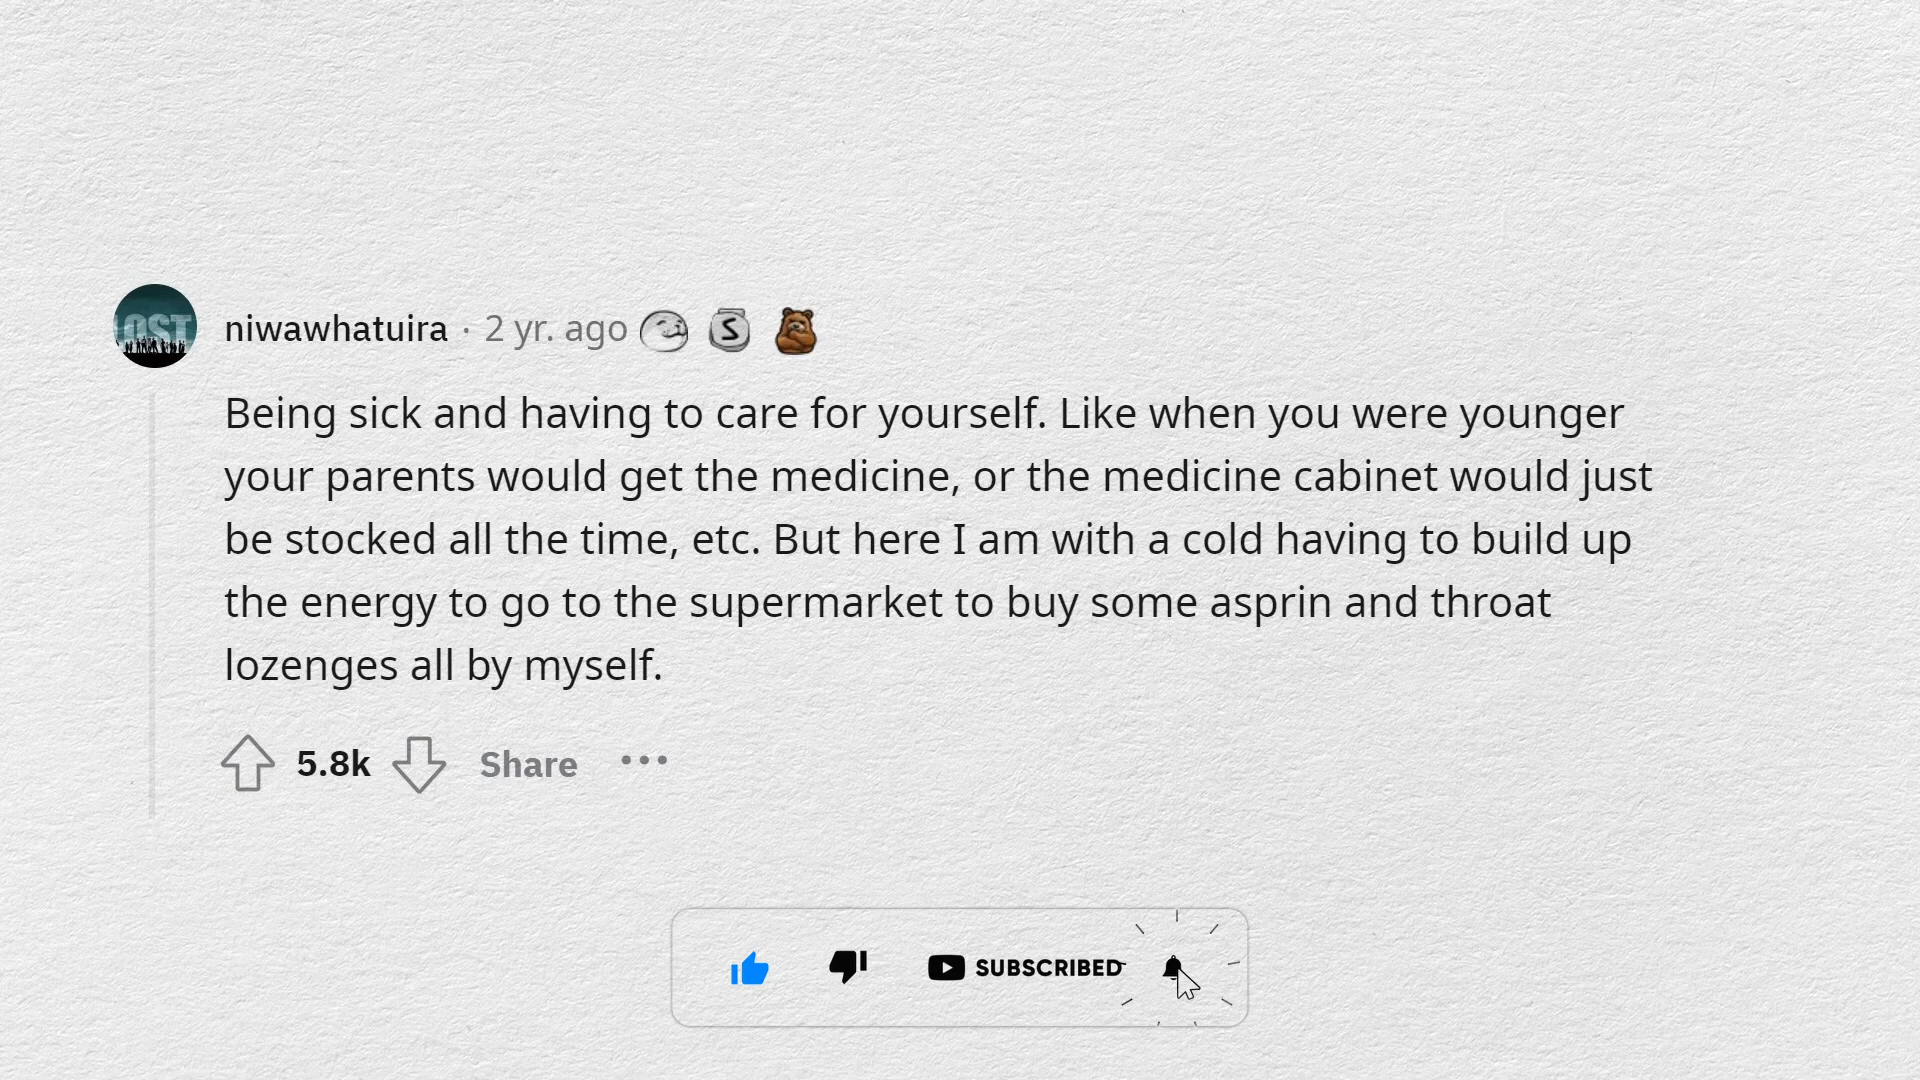 LOST
niwawhatuira · 2 yr. ago
S
Being sick and having to care for yourself. Like when you were younger
your parents would get the medicine, or the medicine cabinet would just
be stocked all the time, etc. But here I am with a cold having to build up
the energy to go to the supermarket to buy some asprin and throat
lozenges all by myself.
5.8k Share •••
SUBSCRIBED